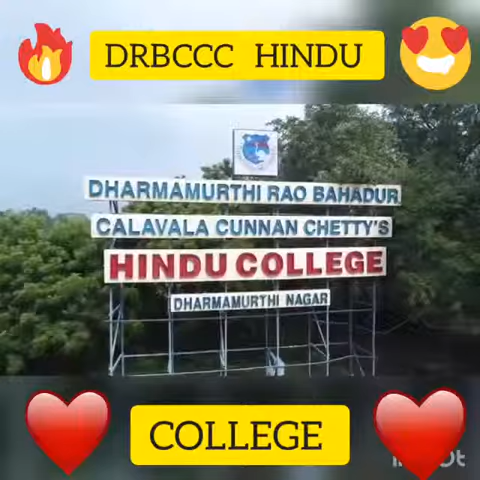 DRBCCC HINDU
DHARMAMURTHI RAO BAHADUR
CALAVALA CUNNAN CHETTY'S
HINDU COLLEGE
DHARMAMURTHI NAGAR
COLLEGE